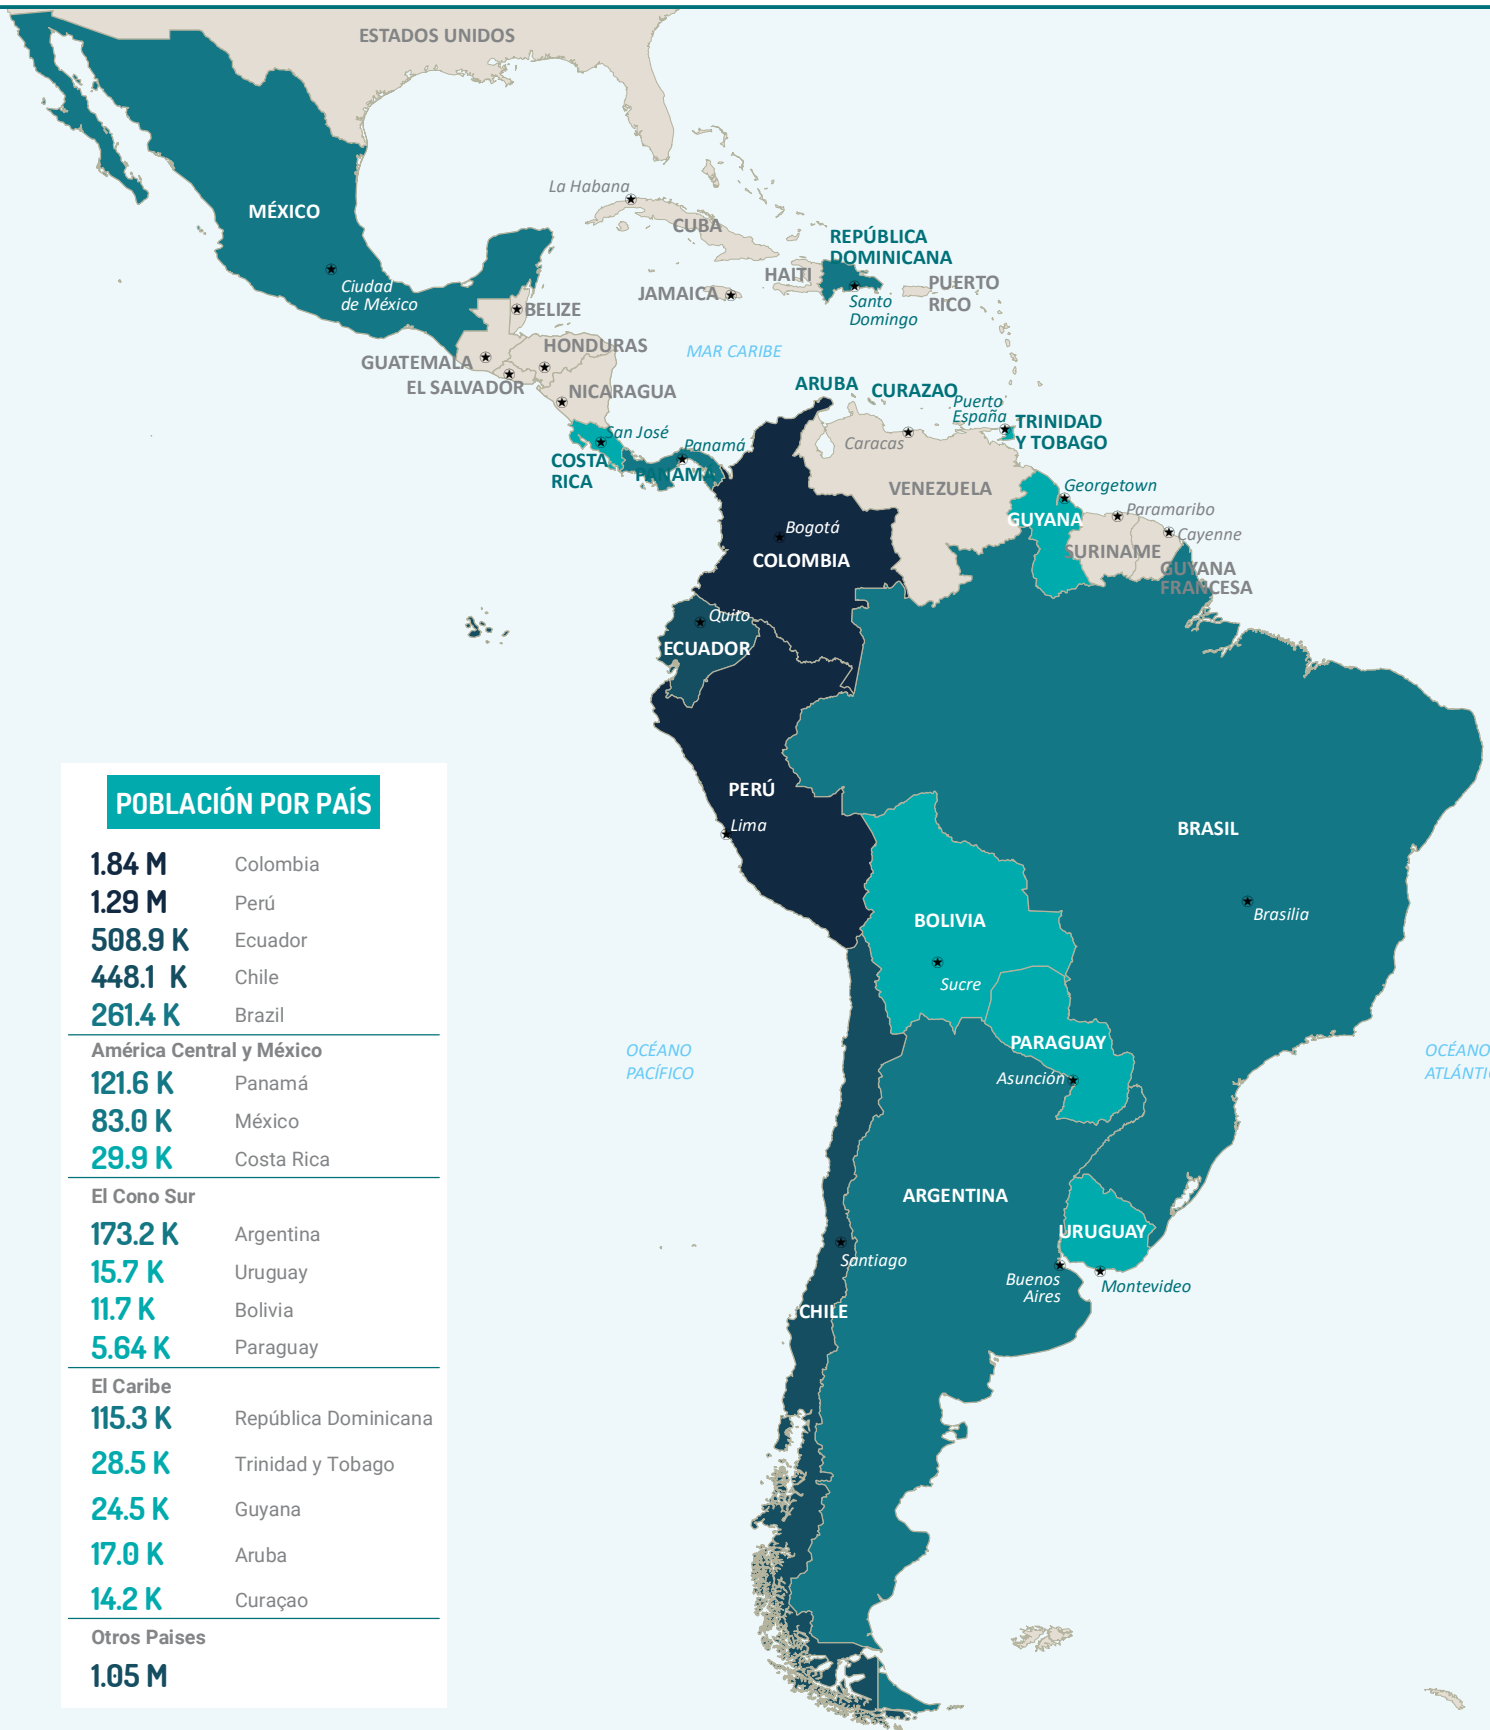 ESTADOS UNIDOS
La Habana
CUBA
MÉXICO
Ciudad
de México
REPÚBLICA
DOMINICANA
HAITI
JAMAICA
PUERTO
RICO
Santo
Domingo
BELIZE
HONDURAS
GUATEMALA
EL SALVADOR
NICARAGUA
MAR CARIBE
ARUBA
CURAZAO
Puerto
España
TRINIDAD
Y TOBAGO
San José
Panamá
COSTA
RICA
PANAMÁ
Caracas
VENEZUELA
Georgetown
GUYANA
Paramaribo
Cayenne
SURINAME
GUYANA
FRANCESA
Bogotá
COLOMBIA
Quito
ECUADOR
PERÚ
Lima
BRASIL
Brasilia
BOLIVIA
Sucre
PARAGUAY
Asunción
OCÉANO
PACÍFICO
OCÉANO
ARGENTINA
URUGUAY
Santiago
Buenos
Aires
Montevideo
CHILE
POBLACIÓN POR PAÍS
1.84 M Colombia
1.29 M Perú
508.9 K Ecuador
448.1 K Chile
261.4 K Brazil
América Central y México
121.6 K Panamá
83.0 K México
29.9 K Costa Rica
El Cono Sur
173.2 K Argentina
15.7 K Uruguay
11.7 K Bolivia
5.64 K Paraguay
El Caribe
115.3 K República Dominicana
28.5 K Trinidad y Tobago
24.5 K Guyana
17.0 K Aruba
14.2 K Curaçao
Otros Paises
1.05 M